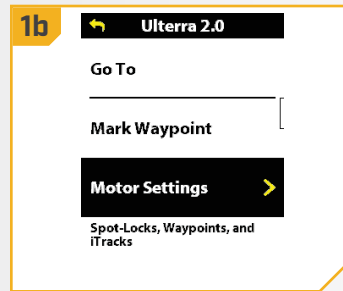 1b
Ulterra 2.0
Go To
Mark Waypoint
Motor Settings
Spot-Locks, Waypoints, and
iTracks